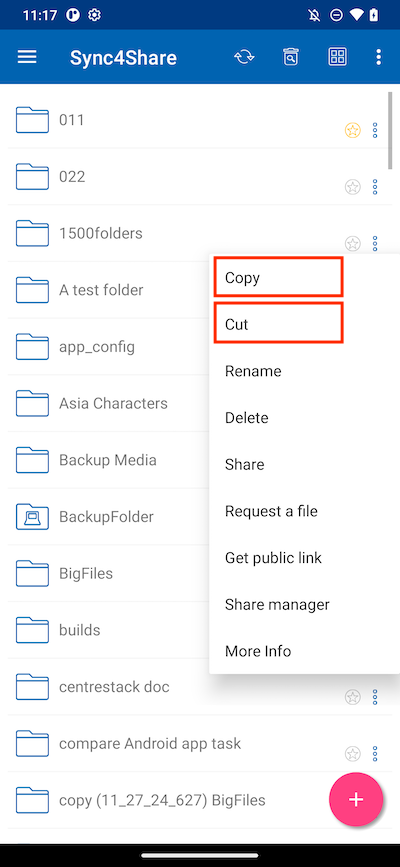 11:17
Sync4Share
011
022
1500folders
A test folder
app_config
Asia Characters
Backup Media
BackupFolder
BigFiles
builds
centrestack doc
compare Android app task
copy (11_27_24_627) BigFiles
Copy
Cut
Rename
Delete
Share
Request a file
Get public link
Share manager
More Info